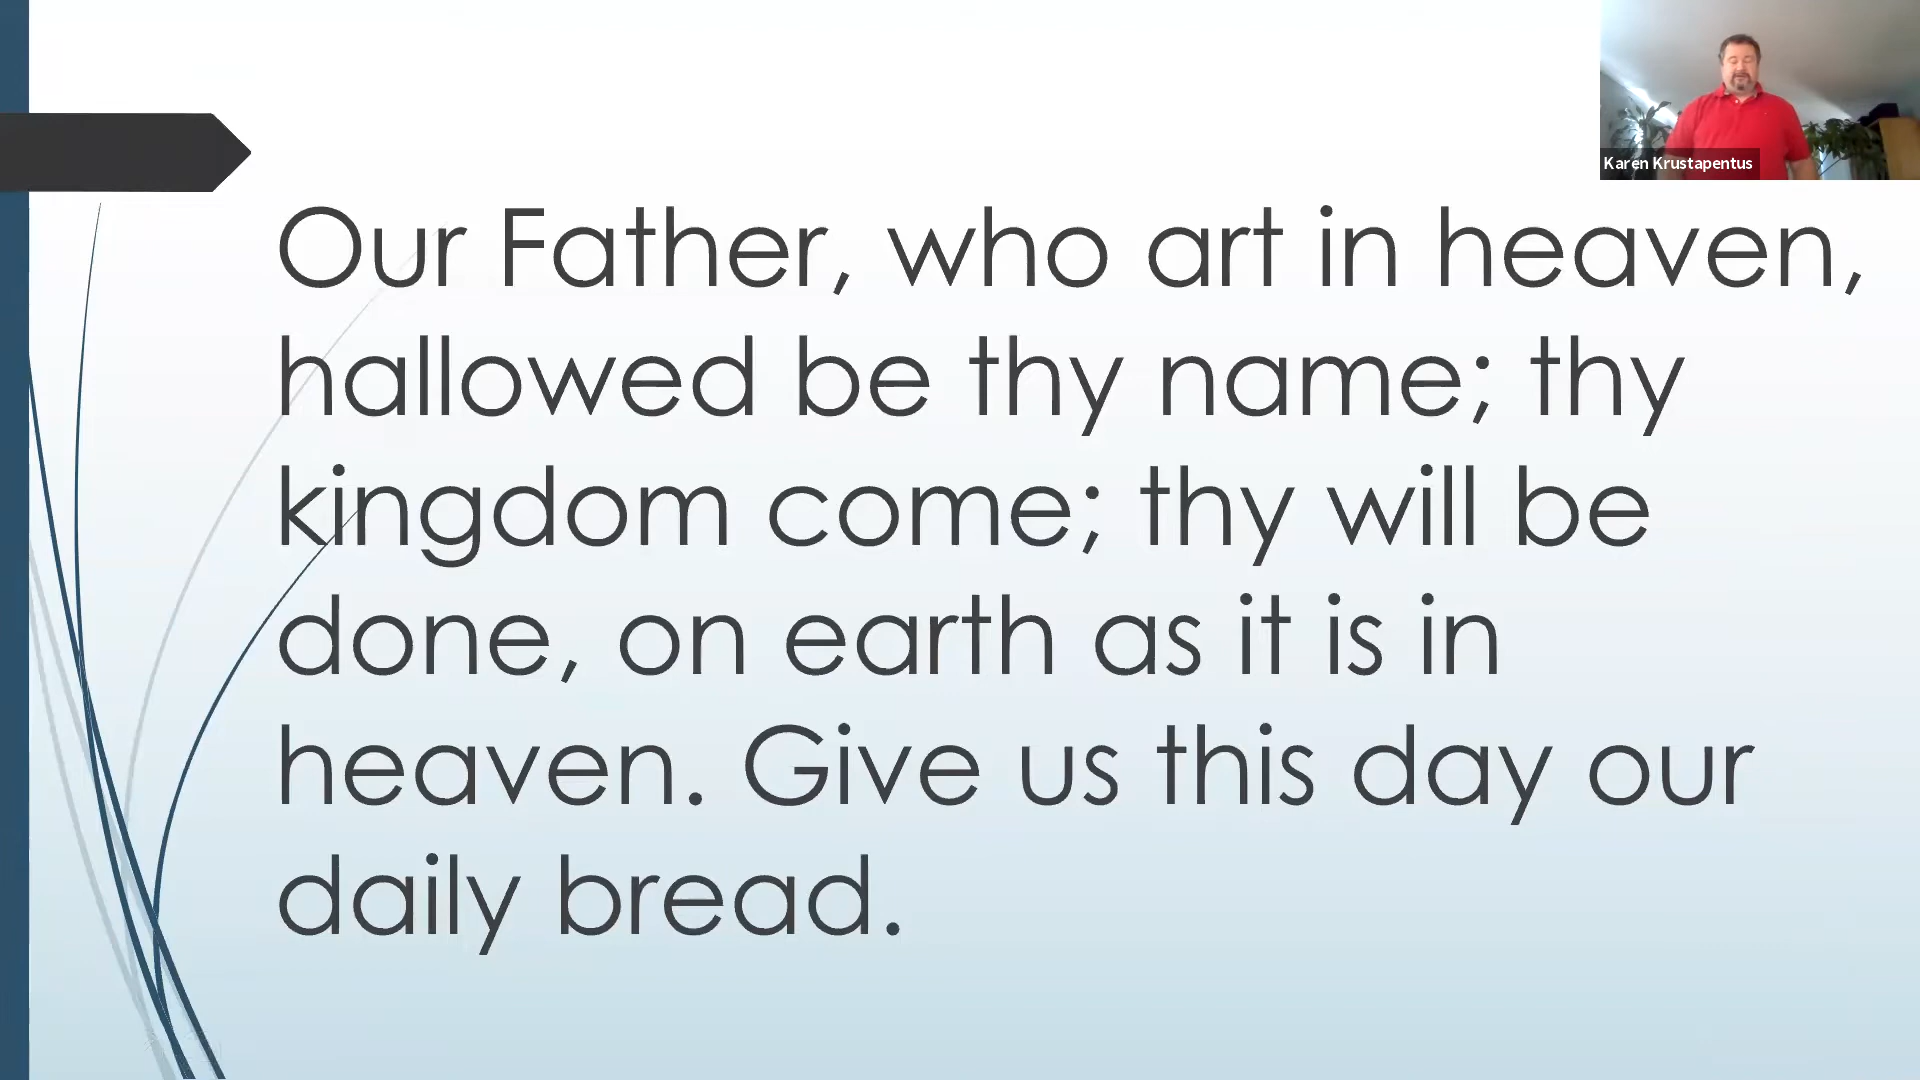 Karen Krustapentus
Our Father, who art in heaven,
hallowed be thy name; thy
kingdom come; thy will be
done, on earth as it is in
heaven. Give us this day our
daily bread.